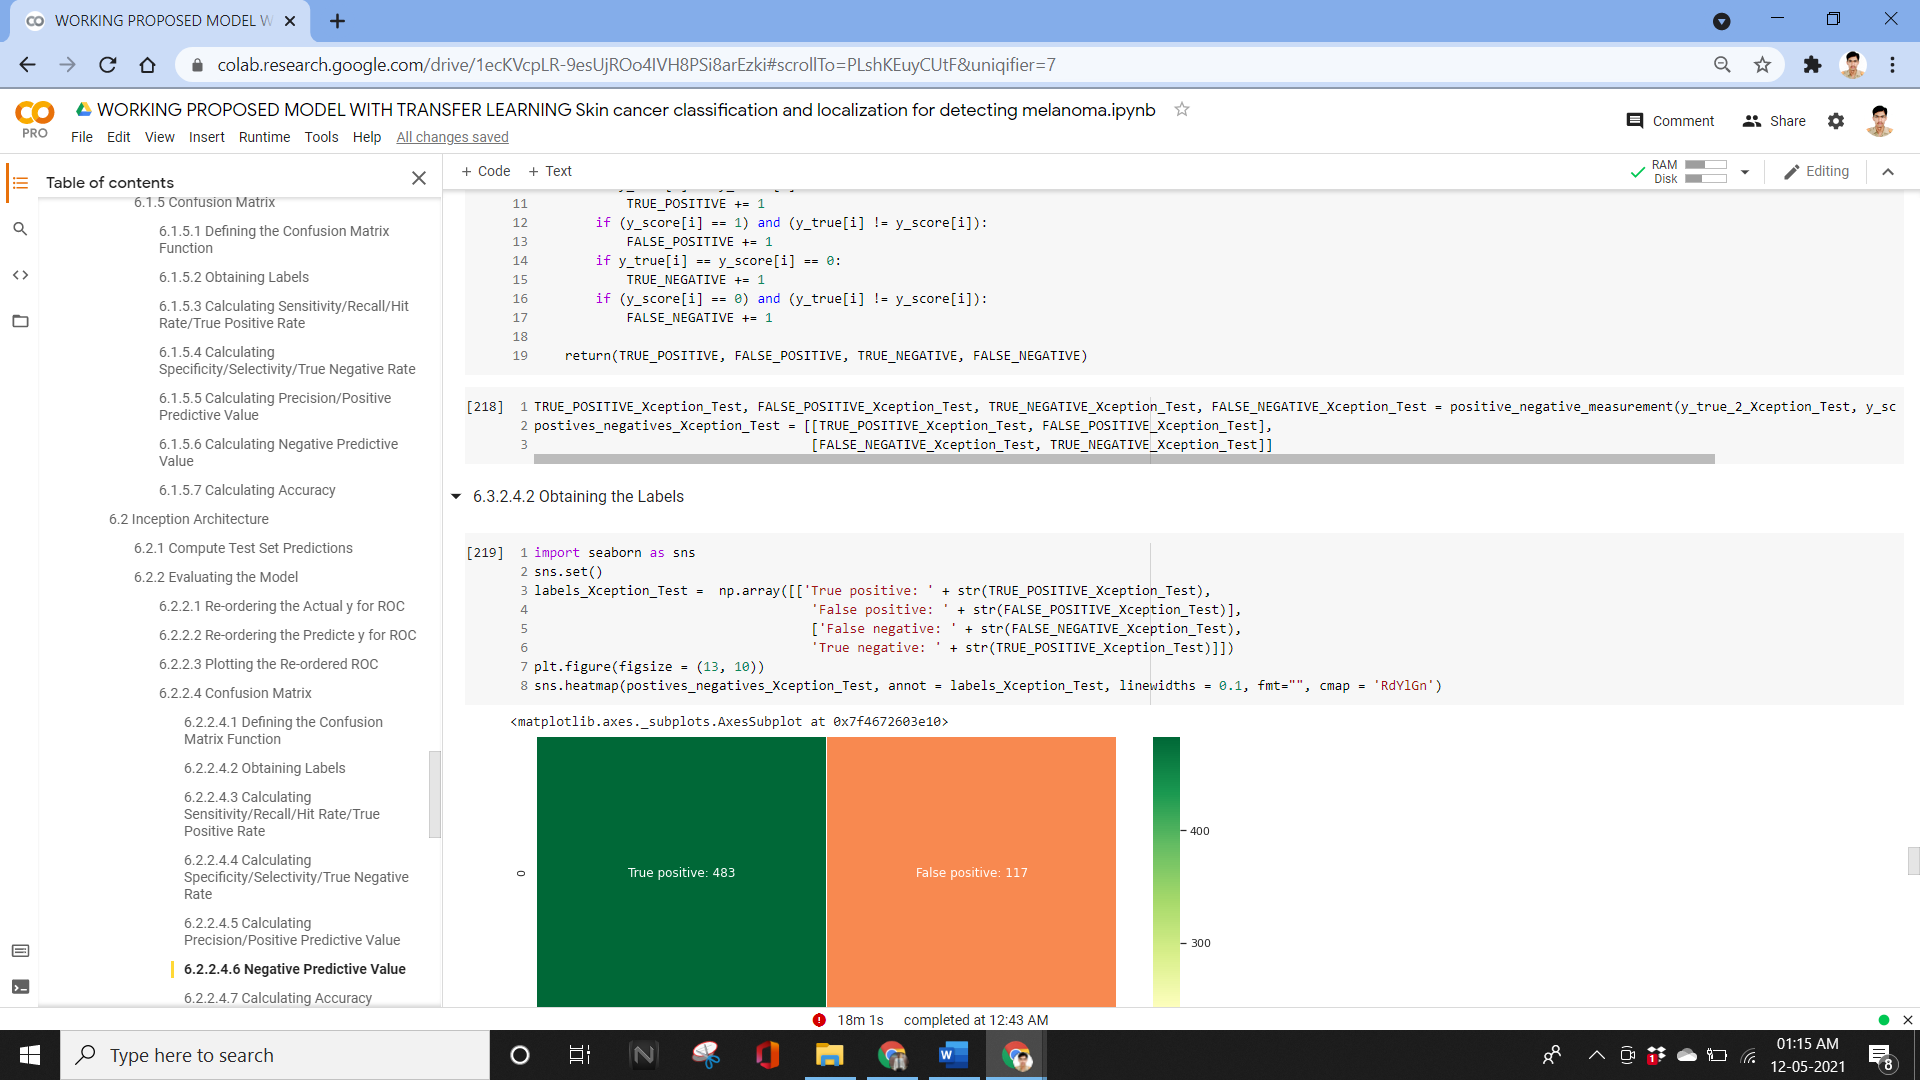 WORKING PROPOSED MODEL W
colab.research.google.com/drive/1ecKVcpLR-9esUjROo4IVH8PSi8arEzki#scrollTo=PLshKEuyCUtF&uniqifier=7
PRO
WORKING PROPOSED MODEL WITH TRANSFER LEARNING Skin cancer classification and localization for detecting melanoma.ipynb
File Edit View Insert Runtime Tools Help All changes saved
Comment
Share
Table of contents
6.1.5 Confusion Matrix
6.1.5.1 Defining the Confusion Matrix
Function
6.1.5.2 Obtaining Labels
6.1.5.3 Calculating Sensitivity/Recall/Hit
Rate/True Positive Rate
6.1.5.4 Calculating
Specificity/Selectivity/True Negative Rate
6.1.5.5 Calculating Precision/Positive
Predictive Value
6.1.5.6 Calculating Negative Predictive
Value
6.1.5.7 Calculating Accuracy
6.2 Inception Architecture
6.2.1 Compute Test Set Predictions
6.2.2 Evaluating the Model
6.2.2.1 Re-ordering the Actual y for ROC
6.2.2.2 Re-ordering the Predicte y for ROC
6.2.2.3 Plotting the Re-ordered ROC
6.2.2.4 Confusion Matrix
6.2.2.4.1 Defining the Confusion
Matrix Function
6.2.2.4.2 Obtaining Labels
6.2.2.4.3 Calculating
Sensitivity/Recall/Hit Rate/True
Positive Rate
6.2.2.4.4 Calculating
Specificity/Selectivity/True Negative
Rate
6.2.2.4.5 Calculating
Precision/Positive Predictive Value
6.2.2.4.6 Negative Predictive Value
6.2.2.4.7 Calculating Accuracy
+ Code + Text
RAM
Disk
Editing
11 TRUE_POSITIVE += 1
12 if (y_score[i] == 1) and (y_true[i] != y_score[i]):
13 FALSE_POSITIVE += 1
14 if y_true[i] == y_score[i] == 0:
15 TRUE_NEGATIVE += 1
16 if (y_score[i] == 0) and (y_true[i] != y_score[i]):
17 FALSE_NEGATIVE += 1
18
19 return(TRUE_POSITIVE, FALSE_POSITIVE, TRUE_NEGATIVE, FALSE_NEGATIVE)
[218] 1 TRUE_POSITIVE_Xception_Test, FALSE_POSITIVE_Xception_Test, TRUE_NEGATIVE_Xception_Test, FALSE_NEGATIVE_Xception_Test = positive_negative_measurement(y_true_2_Xception_Test, y_sc
2 postives_negatives_Xception_Test = [[TRUE_POSITIVE_Xception_Test, FALSE_POSITIVE_Xception_Test],
3 [FALSE_NEGATIVE_Xception_Test, TRUE_NEGATIVE_Xception_Test]]
6.3.2.4.2 Obtaining the Labels
[219] 1 import seaborn as sns
2 sns.set()
3 labels_Xception_Test = np.array([['True positive: ' + str(TRUE_POSITIVE_Xception_Test),
4 'False positive: ' + str(FALSE_POSITIVE_Xception_Test)],
5 ['False negative: ' + str(FALSE_NEGATIVE_Xception_Test),
6 'True negative: ' + str(TRUE_POSITIVE_Xception_Test)]])
7 plt.figure(figsize = (13, 10))
8 sns.heatmap(postives_negatives_Xception_Test, annot = labels_Xception_Test, linewidths = 0.1, fmt="", cmap = 'RdYlGn')
<matplotlib.axes._subplots.AxesSubplot at 0x7f4672603e10>
0
True positive: 483
False positive: 117
400
300
18m 1s completed at 12:43 AM
Type here to search
01:15 AM
12-05-2021
1
8